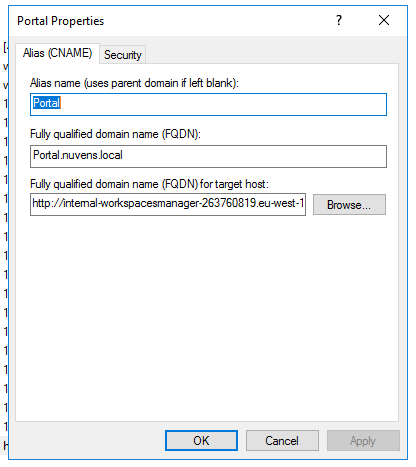 Portal Properties
?
Alias (CNAME)
Security
Alias name (uses parent domain if left blank):
Portal
Fully qualified domain name (FQDN):
Portal.nuvens.local
Fully qualified domain name (FQDN) for target host:
http://internal-workspacesmanager-263760819.eu-west-1
Browse...
OK
Cancel
Apply